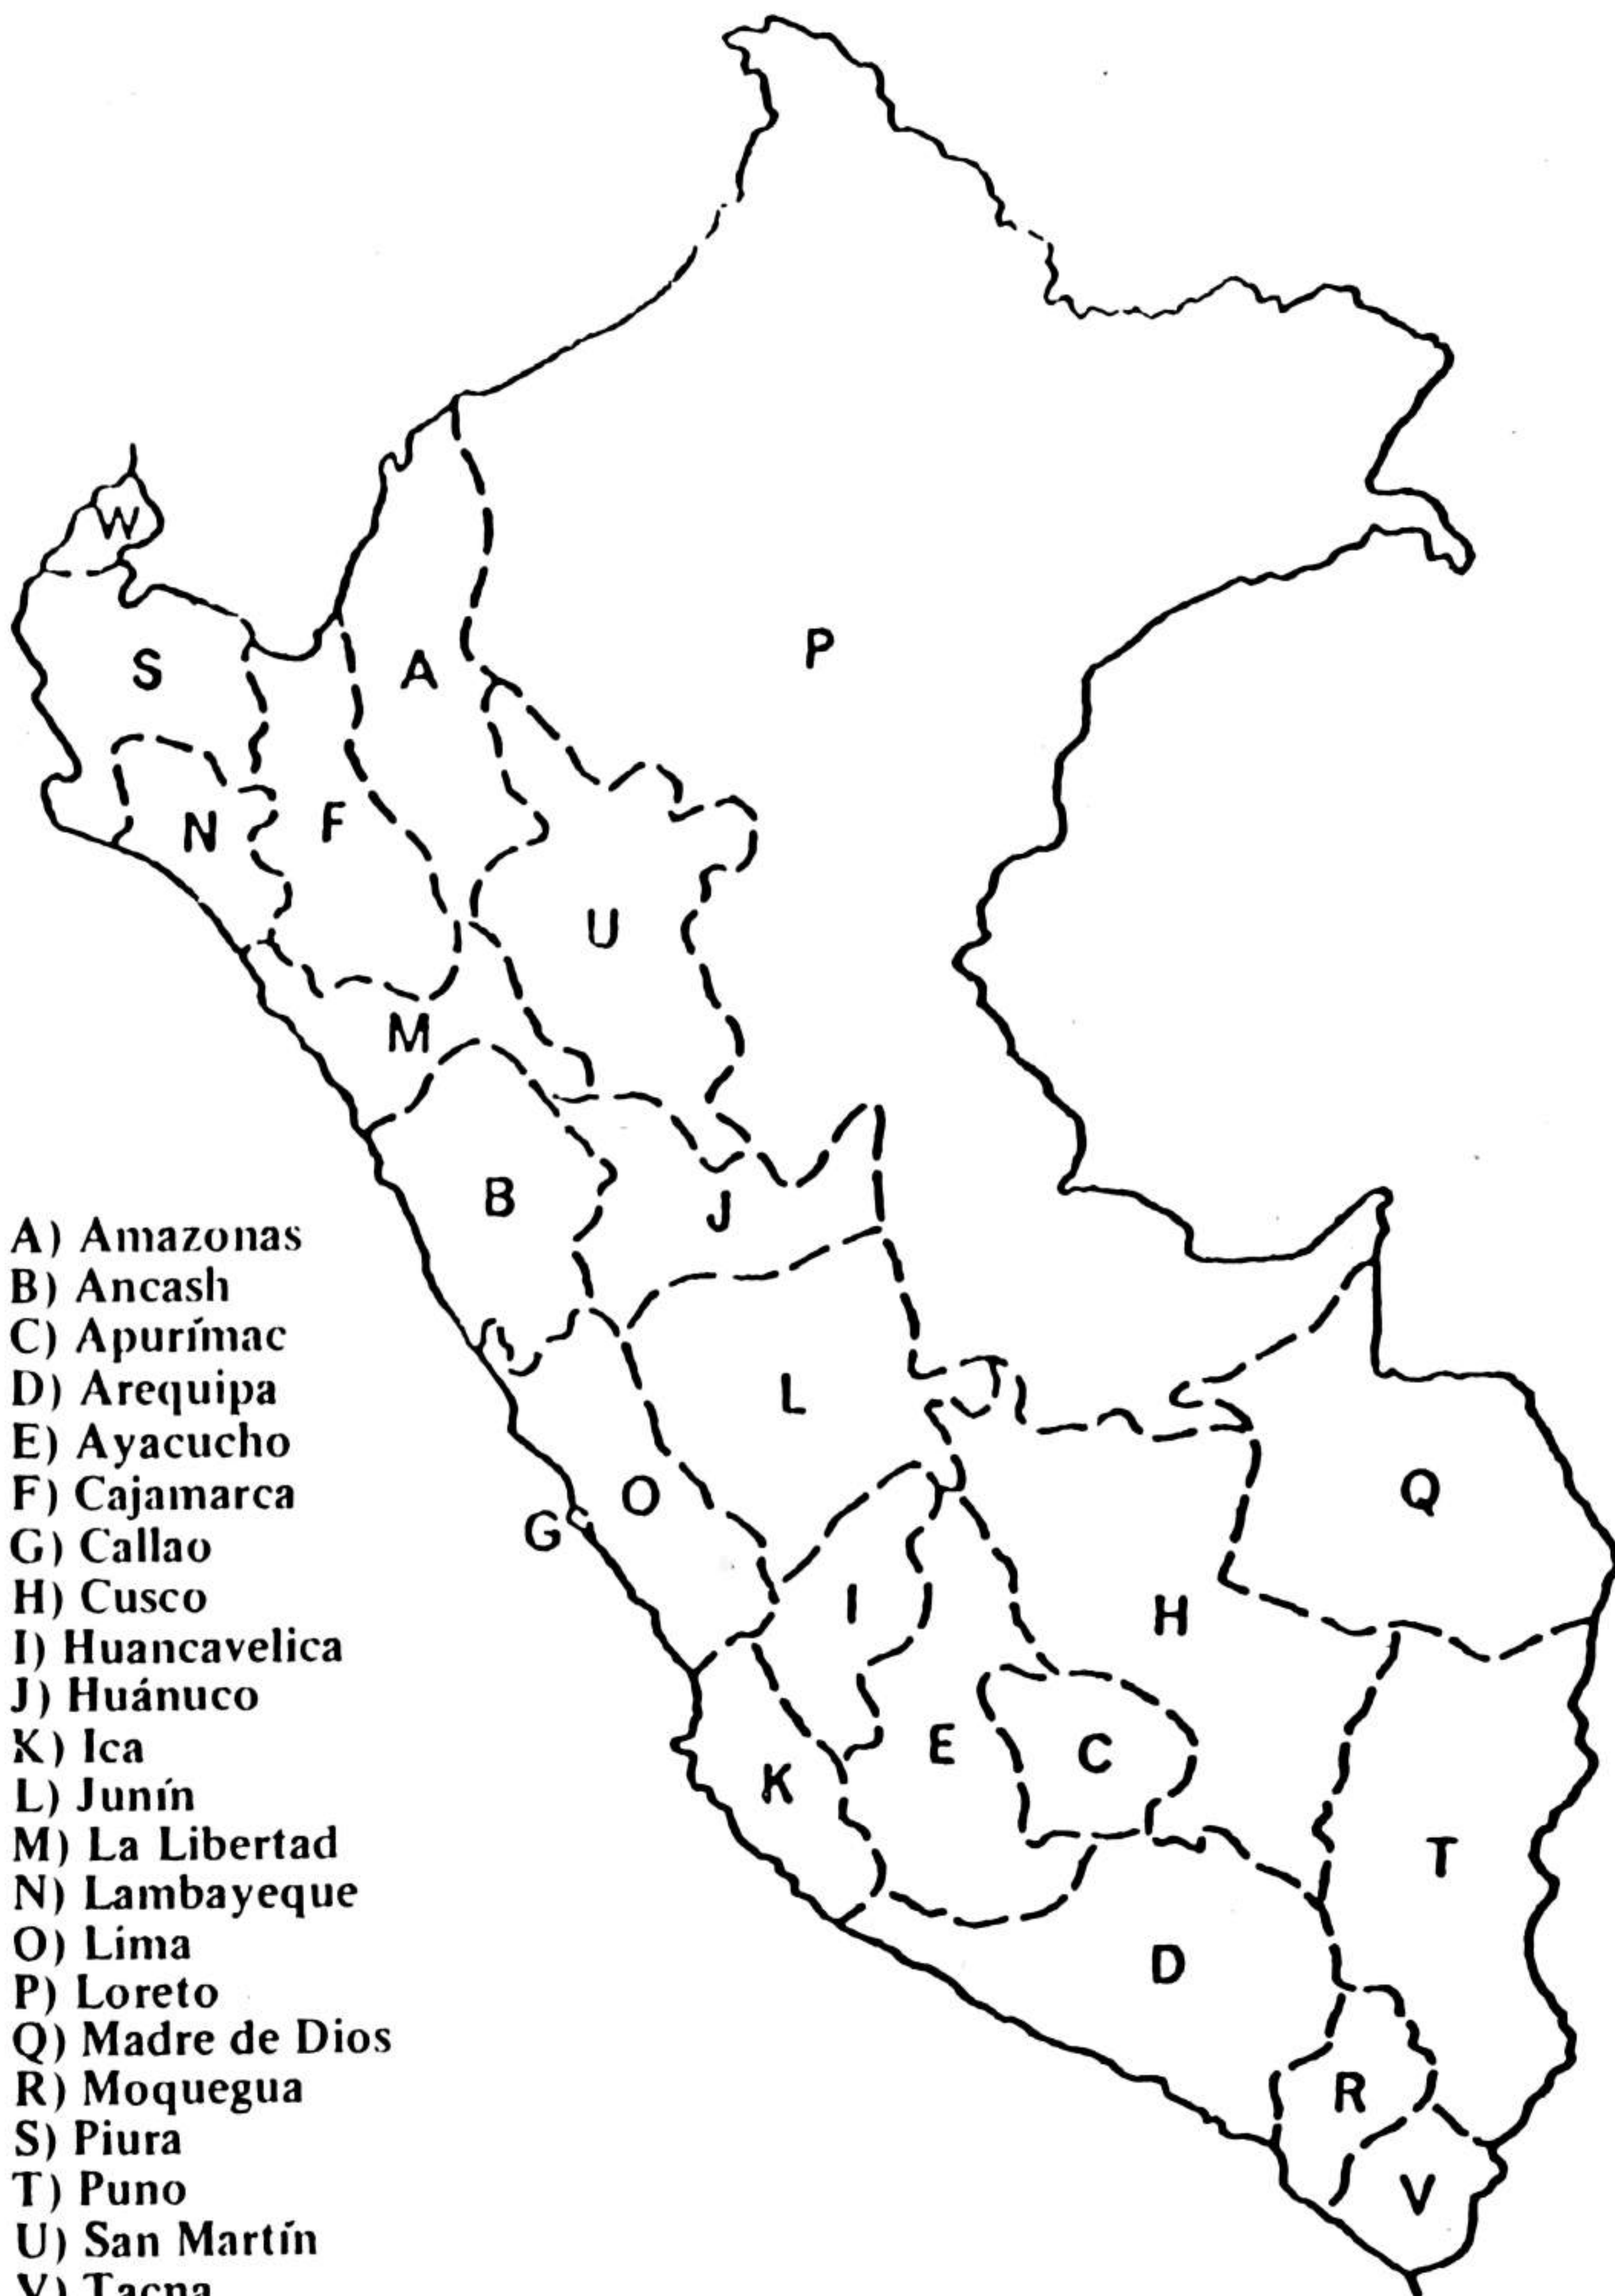 W
S
A
P
N
F
U
M
B
J
L
O
G
Q
I
H
E
C
K
T
D
R
V
A) Amazonas
B) Ancash
C) Apurímac
D) Arequipa
E) Ayacucho
F) Cajamarca
G) Callao
H) Cusco
I) Huancavelica
J) Huánuco
K) Ica
L) Junín
M) La Libertad
N) Lambayeque
O) Lima
P) Loreto
Q) Madre de Dios
R) Moquegua
S) Piura
T) Puno
U) San Martín
V) Tacna